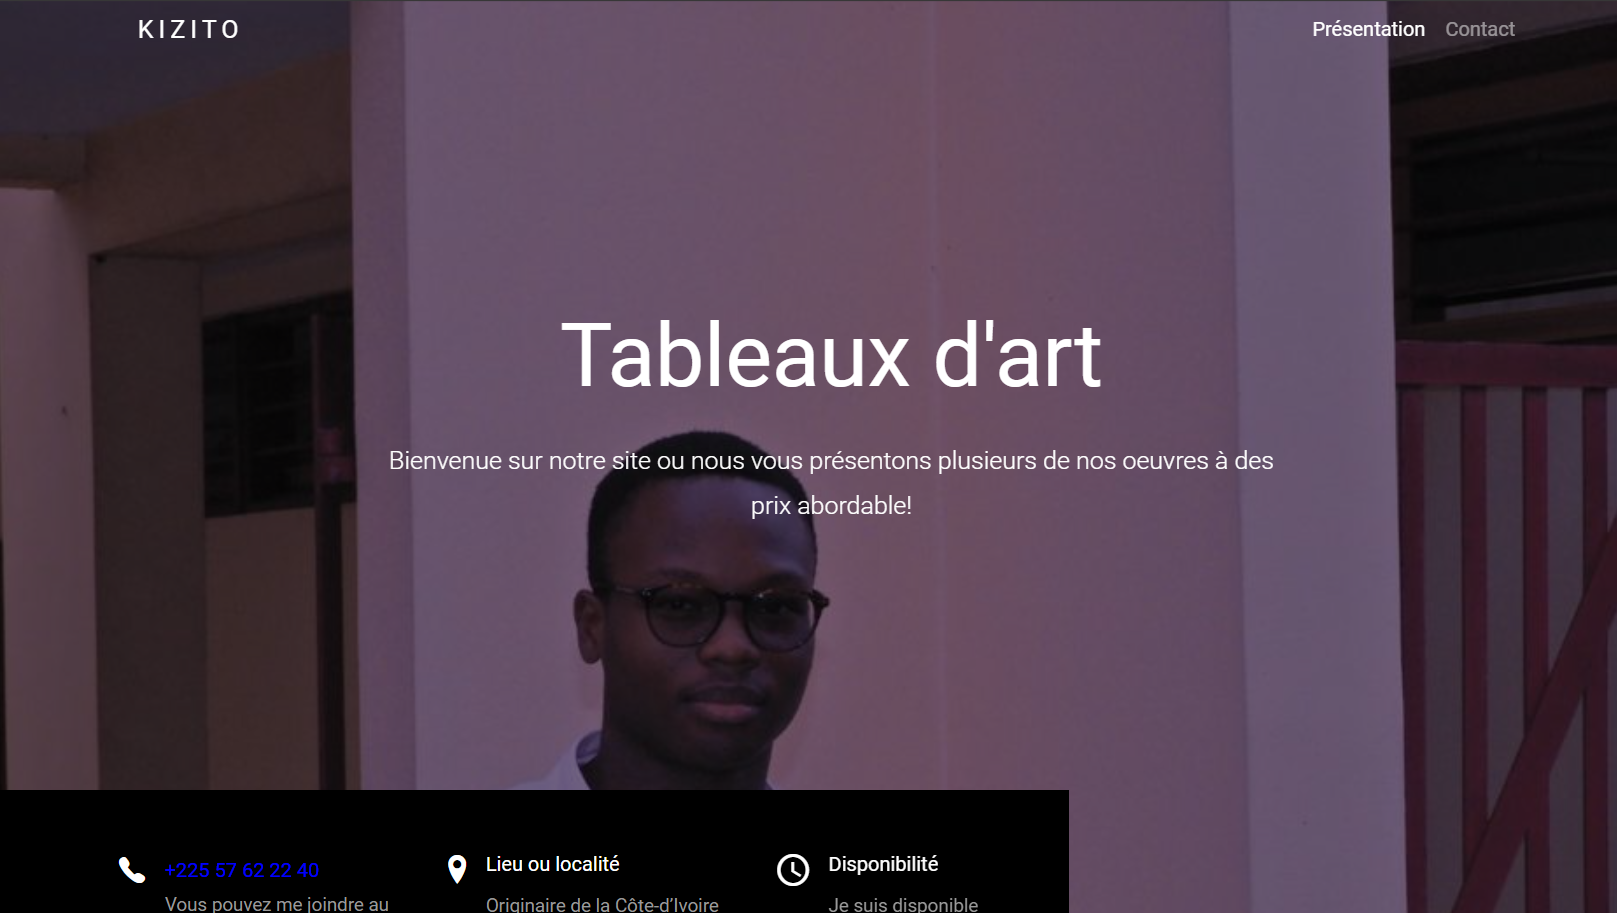 KIZITO
Présentation Contact
Tableaux d'art
Bienvenue sur notre site ou nous vous présentons plusieurs de nos oeuvres à des
prix abordable!
+225 57 62 22 40
Vous pouvez me joindre au
Lieu ou localité
Originaire de la Côte-d’Ivoire
Disponibilité
Je suis disponible